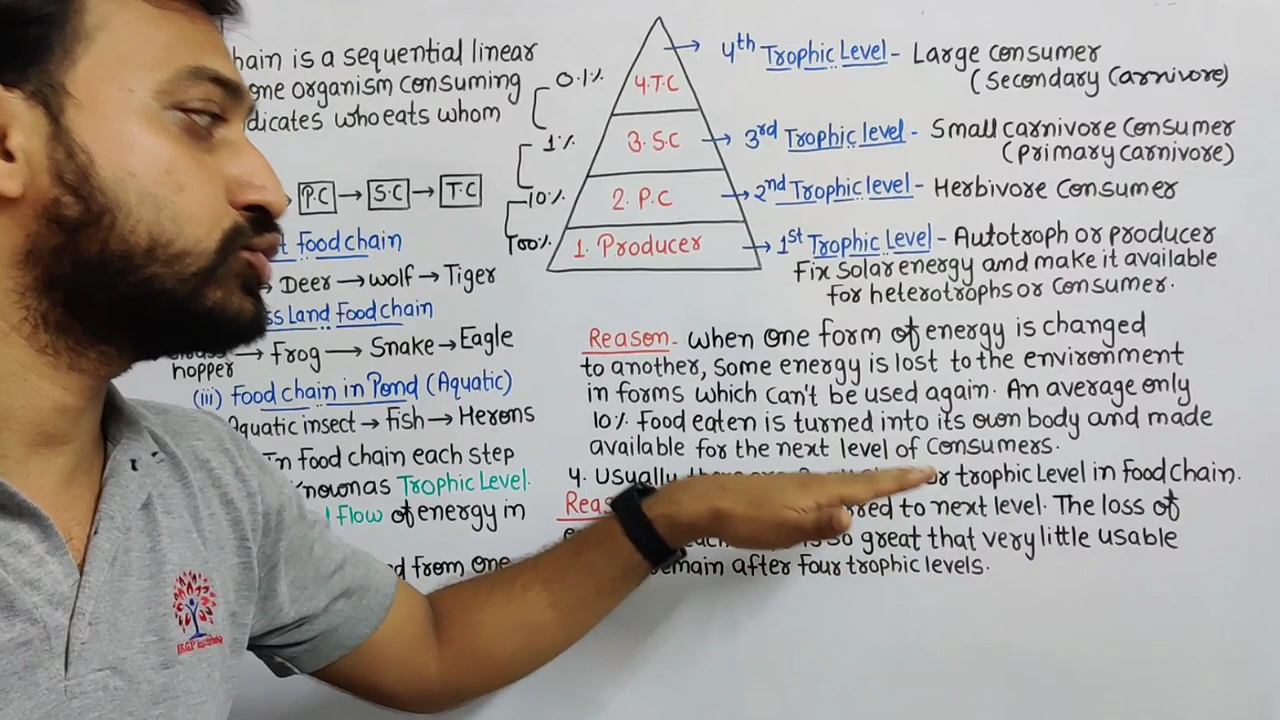 hain is a sequential linear
one organism consuming
dicates who eats whom
P.C → S.C → T.C
t Food chain
Deer → wolf → Tiger
ss Land Food chain
hopper → Frog → Snake → Eagle
(iii) Food chain in Pond (Aquatic)
Aquatic insect → Fish → Herons
In food chain each step
Known as Trophic Level.
l Flow of energy in
d from one
0.1%
1%
10%
100%
4. T.C
3. S.C
2. P.C
1. Producer
4th Trophic Level - Large consumer
(Secondary Carnivore)
3rd Trophic level - Small carnivore Consumer
(primary carnivore)
2nd Trophic level - Herbivore Consumer
1st Trophic Level - Autotroph or producer
Fix Solar energy and make it available
for heterotrophs or consumer.
Reason - when one form of energy is changed
to another, Some energy is lost to the environment
in forms which can't be used again. An average only
10% Food eaten is turned into its own body and made
available for the next level of Consumers.
4. Usually or trophic Level in Food Chain.
Reas red to next level. The loss of
is so great that very little usable
emain after Four trophic levels.